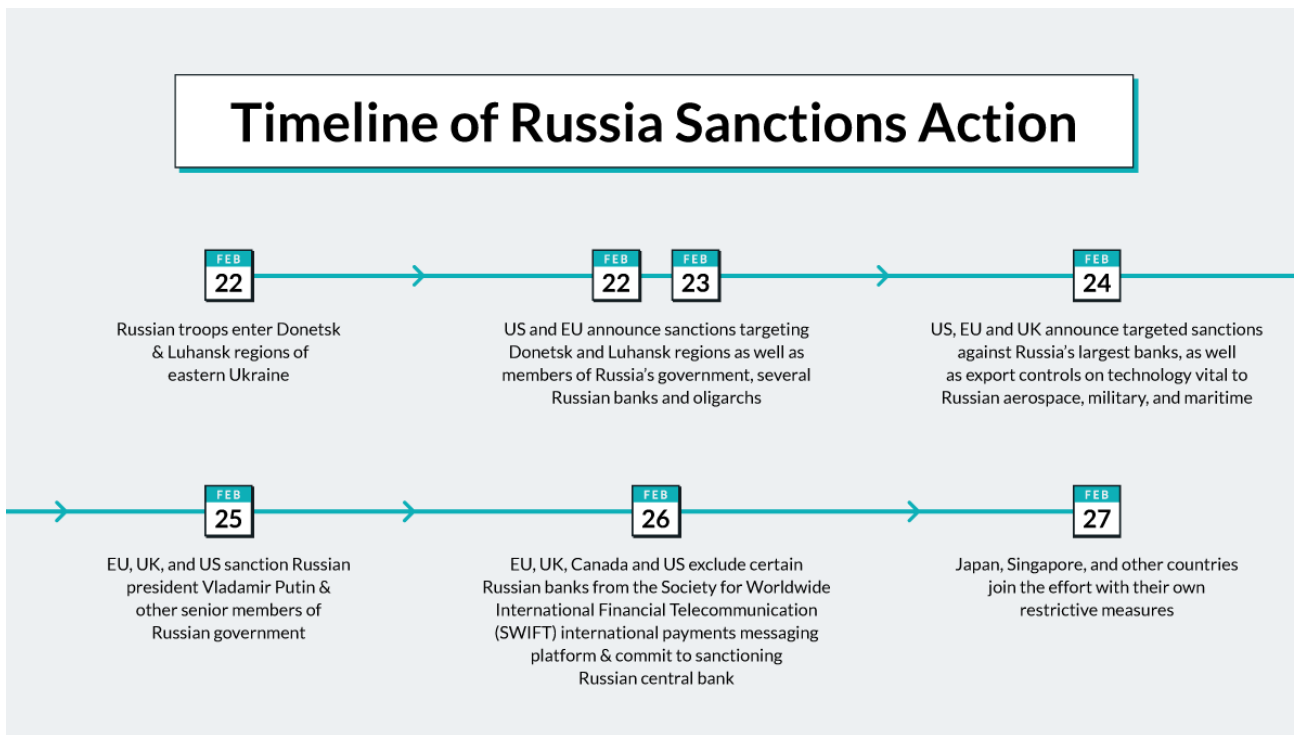 Timeline of Russia Sanctions Action
FEB
22
Russian troops enter Donetsk
& Luhansk regions of
eastern Ukraine
FEB
22
FEB
23
US and EU announce sanctions targeting
Donetsk and Luhansk regions as well as
members of Russia's government, several
Russian banks and oligarchs
FEB
24
US, EU and UK announce targeted sanctions
against Russia's largest banks, as well
as export controls on technology vital to
Russian aerospace, military, and maritime
FEB
25
EU, UK, and US sanction Russian
president Vladamir Putin &
other senior members of
Russian government
FEB
26
EU, UK, Canada and US exclude certain
Russian banks from the Society for Worldwide
International Financial Telecommunication
(SWIFT) international payments messaging
platform & commit to sanctioning
Russian central bank
FEB
27
Japan, Singapore, and other countries
join the effort with their own
restrictive measures